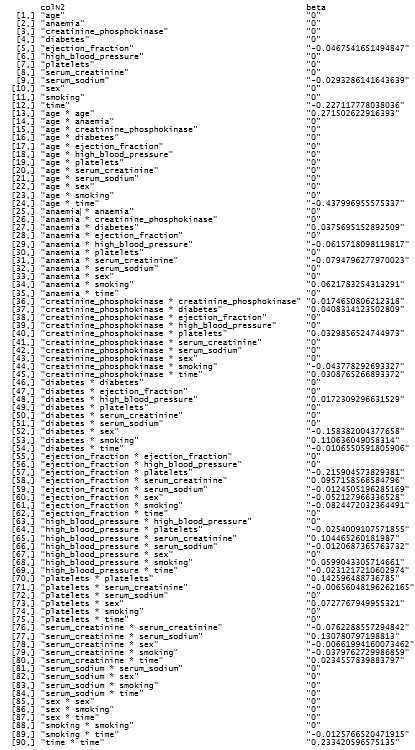 colN2 beta
[1,] "age" "0"
[2,] "anaemia" "0"
[3,] "creatinine_phosphokinase" "0"
[4,] "diabetes" "0"
[5,] "ejection_fraction" "-0.0467541651494847"
[6,] "high_blood_pressure" "0"
[7,] "platelets" "0"
[8,] "serum_creatinine" "0"
[9,] "serum_sodium" "-0.0293286141643639"
[10,] "sex" "0"
[11,] "smoking" "0"
[12,] "time" "-0.227117778038036"
[13,] "age * age" "0.271502622916393"
[14,] "age * anaemia" "0"
[15,] "age * creatinine_phosphokinase" "0"
[16,] "age * diabetes" "0"
[17,] "age * ejection_fraction" "0"
[18,] "age * high_blood_pressure" "0"
[19,] "age * platelets" "0"
[20,] "age * serum_creatinine" "0"
[21,] "age * serum_sodium" "0"
[22,] "age * sex" "0"
[23,] "age * smoking" "0"
[24,] "age * time" "-0.437996955575337"
[25,] "anaemia * anaemia" "0"
[26,] "anaemia * creatinine_phosphokinase" "0"
[27,] "anaemia * diabetes" "0.0375695152892509"
[28,] "anaemia * ejection_fraction" "0"
[29,] "anaemia * high_blood_pressure" "-0.0615718098119817"
[30,] "anaemia * platelets" "0"
[31,] "anaemia * serum_creatinine" "-0.0794796277970023"
[32,] "anaemia * serum_sodium" "0"
[33,] "anaemia * sex" "0"
[34,] "anaemia * smoking" "0.0621783254313291"
[35,] "anaemia * time" "0"
[36,] "creatinine_phosphokinase * creatinine_phosphokinase" "0.0174650806212318"
[37,] "creatinine_phosphokinase * diabetes" "0.0408314123502809"
[38,] "creatinine_phosphokinase * ejection_fraction" "0"
[39,] "creatinine_phosphokinase * high_blood_pressure" "0"
[40,] "creatinine_phosphokinase * platelets" "0.0329856524744973"
[41,] "creatinine_phosphokinase * serum_creatinine" "0"
[42,] "creatinine_phosphokinase * serum_sodium" "0"
[43,] "creatinine_phosphokinase * sex" "0"
[44,] "creatinine_phosphokinase * smoking" "-0.043778292693327"
[45,] "creatinine_phosphokinase * time" "0.0308765266893372"
[46,] "diabetes * diabetes" "0"
[47,] "diabetes * ejection_fraction" "0"
[48,] "diabetes * high_blood_pressure" "0.0172309296631529"
[49,] "diabetes * platelets" "0"
[50,] "diabetes * serum_creatinine" "0"
[51,] "diabetes * serum_sodium" "0"
[52,] "diabetes * sex" "-0.158382004377658"
[53,] "diabetes * smoking" "0.110636049058314"
[54,] "diabetes * time" "-0.0106550591805906"
[55,] "ejection_fraction * ejection_fraction" "0"
[56,] "ejection_fraction * high_blood_pressure" "0"
[57,] "ejection_fraction * platelets" "-0.215904573829381"
[58,] "ejection_fraction * serum_creatinine" "0.0957158566584796"
[59,] "ejection_fraction * serum_sodium" "-0.0124501196285169"
[60,] "ejection_fraction * sex" "-0.052127966336528"
[61,] "ejection_fraction * smoking" "-0.0824472032364491"
[62,] "ejection_fraction * time" "0"
[63,] "high_blood_pressure * high_blood_pressure" "0"
[64,] "high_blood_pressure * platelets" "-0.0254009107571855"
[65,] "high_blood_pressure * serum_creatinine" "0.104465260181987"
[66,] "high_blood_pressure * serum_sodium" "-0.0120687365763732"
[67,] "high_blood_pressure * sex" "0"
[68,] "high_blood_pressure * smoking" "0.0599043305714661"
[69,] "high_blood_pressure * time" "-0.0231217210602974"
[70,] "platelets * platelets" "0.142596488736785"
[71,] "platelets * serum_creatinine" "-0.00656048196262165"
[72,] "platelets * serum_sodium" "0"
[73,] "platelets * sex" "0.0727767949955321"
[74,] "platelets * smoking" "0"
[75,] "platelets * time" "0"
[76,] "serum_creatinine * serum_creatinine" "-0.0762288557294842"
[77,] "serum_creatinine * serum_sodium" "0.130780797198813"
[78,] "serum_creatinine * sex" "-0.00661994160073462"
[79,] "serum_creatinine * smoking" "-0.0379762729986859"
[80,] "serum_creatinine * time" "0.0234557839883797"
[81,] "serum_sodium * serum_sodium" "0"
[82,] "serum_sodium * sex" "0"
[83,] "serum_sodium * smoking" "0"
[84,] "serum_sodium * time" "0"
[85,] "sex * sex" "0"
[86,] "sex * smoking" "0"
[87,] "sex * time" "0"
[88,] "smoking * smoking" "0"
[89,] "smoking * time" "-0.0125766520471915"
[90,] "time * time" "0.233420596575135"